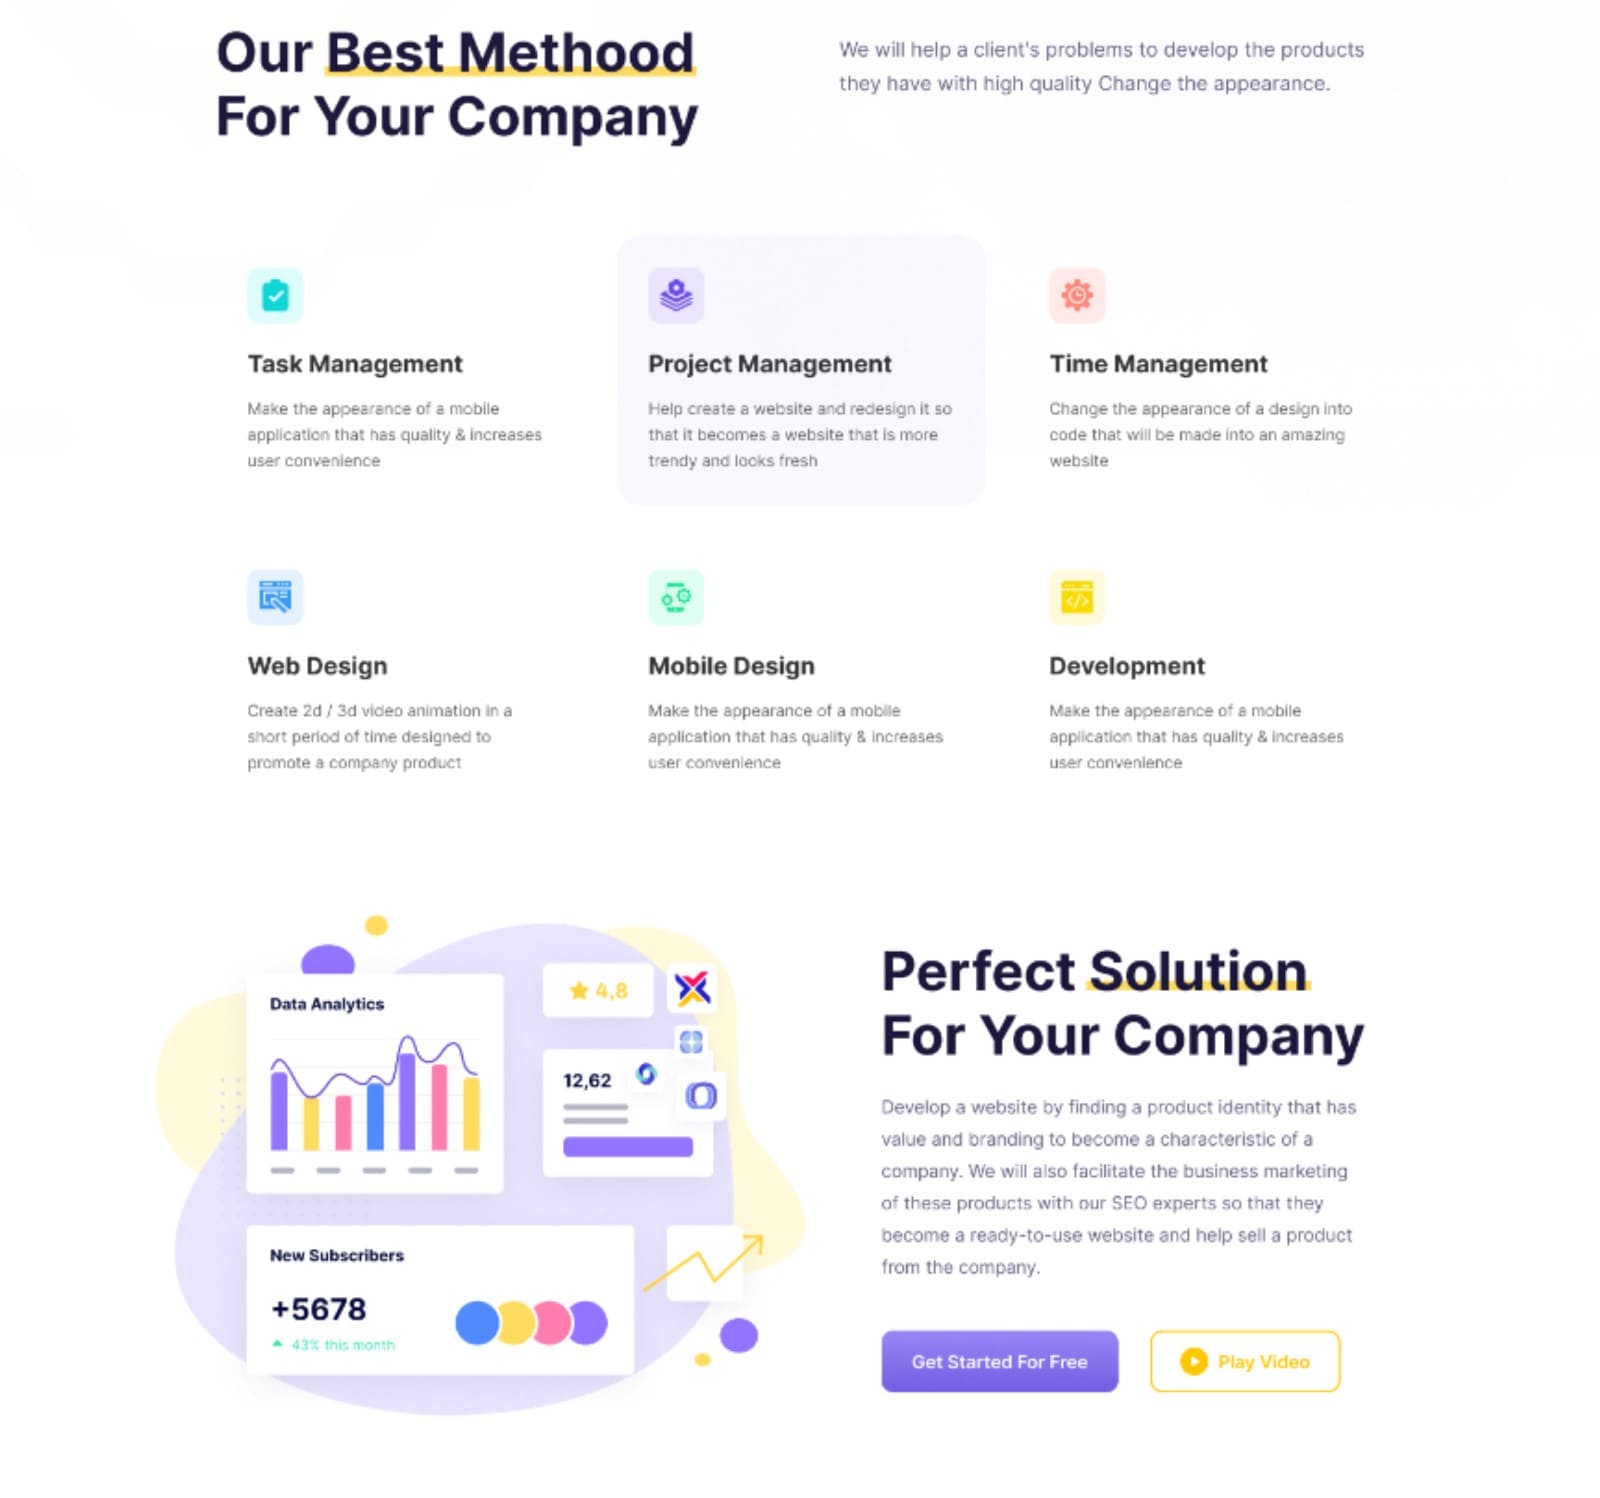 Our Best Methood
For Your Company
We will help a client's problems to develop the products
they have with high quality Change the appearance.
Task Management
Make the appearance of a mobile
application that has quality & increases
user convenience
Project Management
Help create a website and redesign it so
that it becomes a website that is more
trendy and looks fresh
Time Management
Change the appearance of a design into
code that will be made into an amazing
website
Web Design
Create 2d / 3d video animation in a
short period of time designed to
promote a company product
Mobile Design
Make the appearance of a mobile
application that has quality & increases
user convenience
Development
Make the appearance of a mobile
application that has quality & increases
user convenience
Data Analytics
4,8
12,62
New Subscribers
+5678
43% this month
Perfect Solution
For Your Company
Develop a website by finding a product identity that has
value and branding to become a characteristic of a
company. We will also facilitate the business marketing
of these products with our SEO experts so that they
become a ready-to-use website and help sell a product
from the company.
Get Started For Free
Play Video